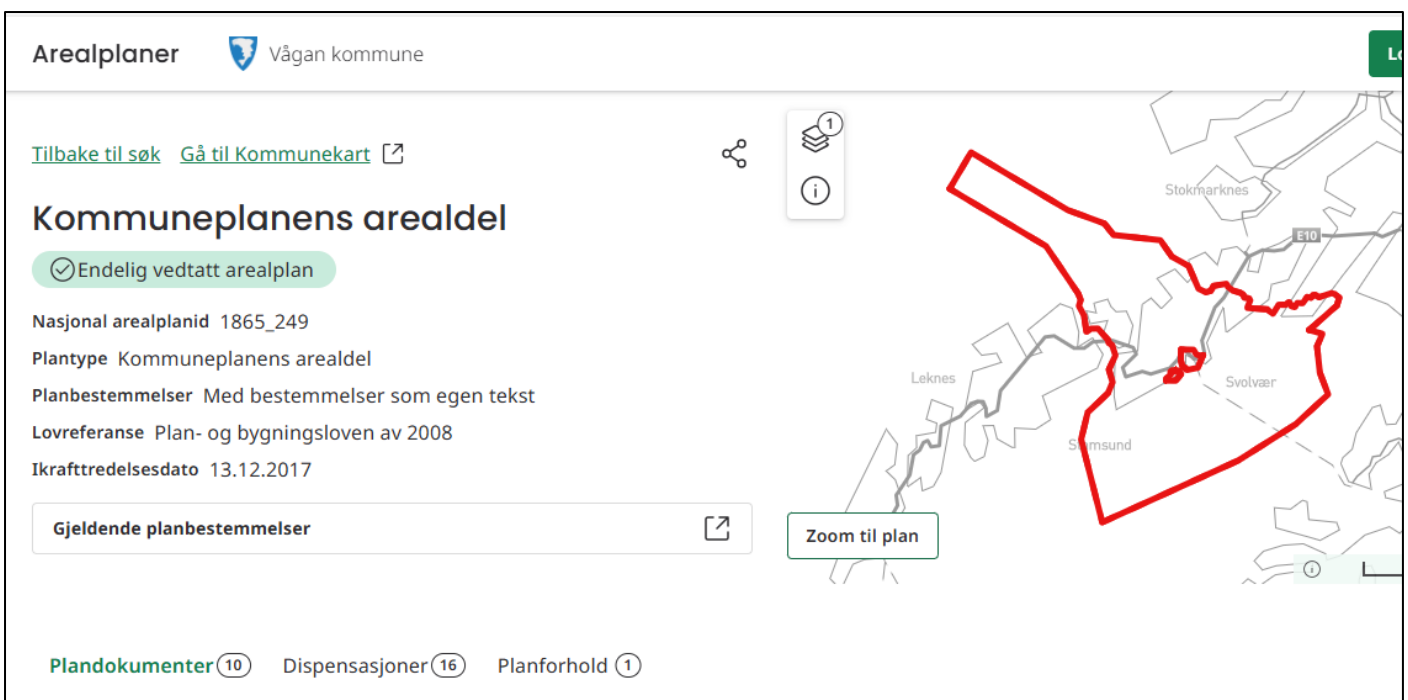 Arealplaner
Vågan kommune
Tilbake til søk
Gå til Kommunekart
Kommuneplanens arealdel
Endelig vedtatt arealplan
Nasjonal arealplanid 1865_249
Plantype Kommuneplanens arealdel
Planbestemmelser Med bestemmelser som egen tekst
Lovreferanse Plan- og bygningsloven av 2008
Ikrafttredelsesdato 13.12.2017
Gjeldende planbestemmelser
1
Stokmarknes
E10
Leknes
Svolvær
Stamsund
Zoom til plan
Plandokumenter 10
Dispensasjoner 16
Planforhold 1